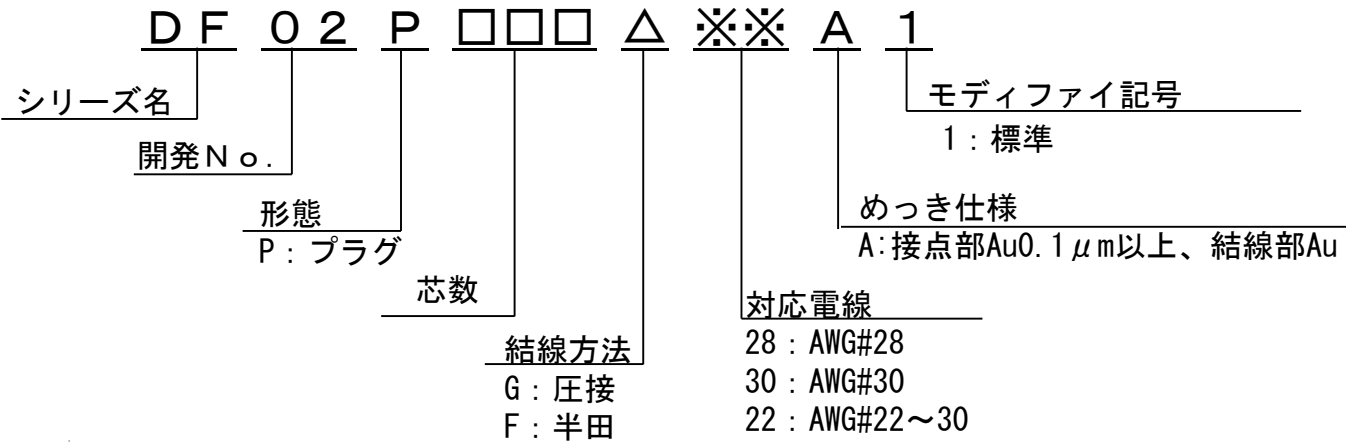 ＤＦ ０２ Ｐ □□□ △ ※※ Ａ １
シリーズ名
開発Ｎｏ.
形態
P：プラグ
芯数
結線方法
G：圧接
F：半田
対応電線
28：AWG#28
30：AWG#30
22：AWG#22～30
めっき仕様
A:接点部Au0.1μm以上、結線部Au
モディファイ記号
1：標準